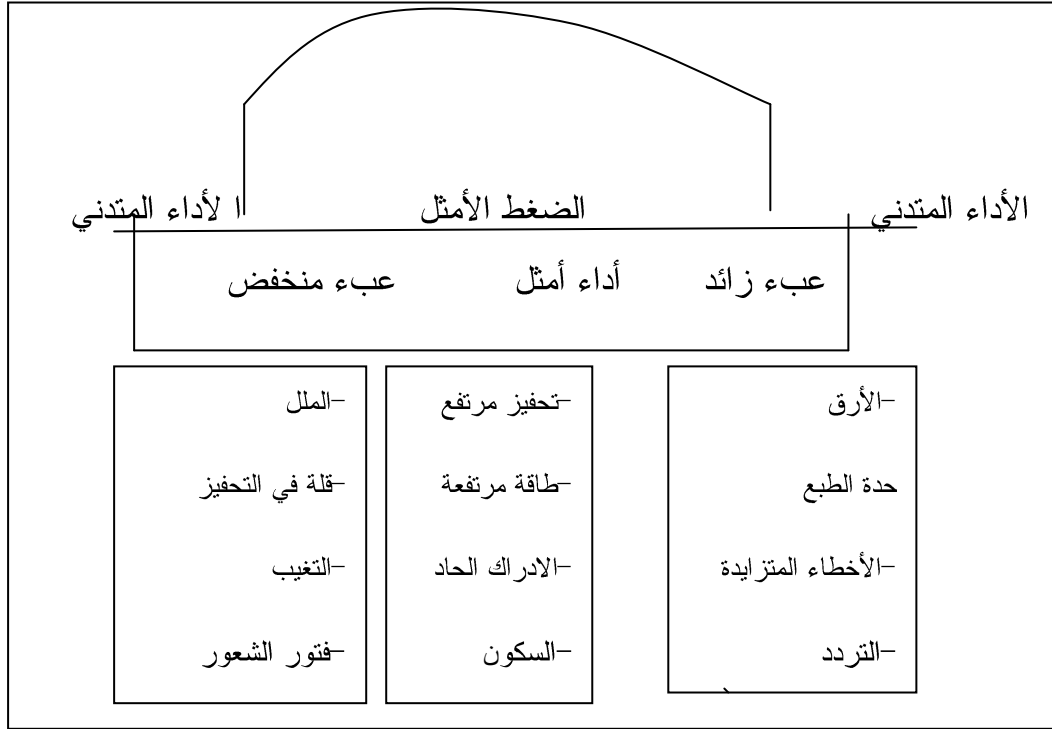 الأداء المتدني
الضغط الأمثل
ا لأداء المتدني
عبء زائد
أداء أمثل
عبء منخفض
-الأرق
حدة الطبع
-الأخطاء المتزايدة
-التردد
-تحفيز مرتفع
-طاقة مرتفعة
-الادراك الحاد
-السكون
-الملل
-قلة في التحفيز
-التغيب
-فتور الشعور